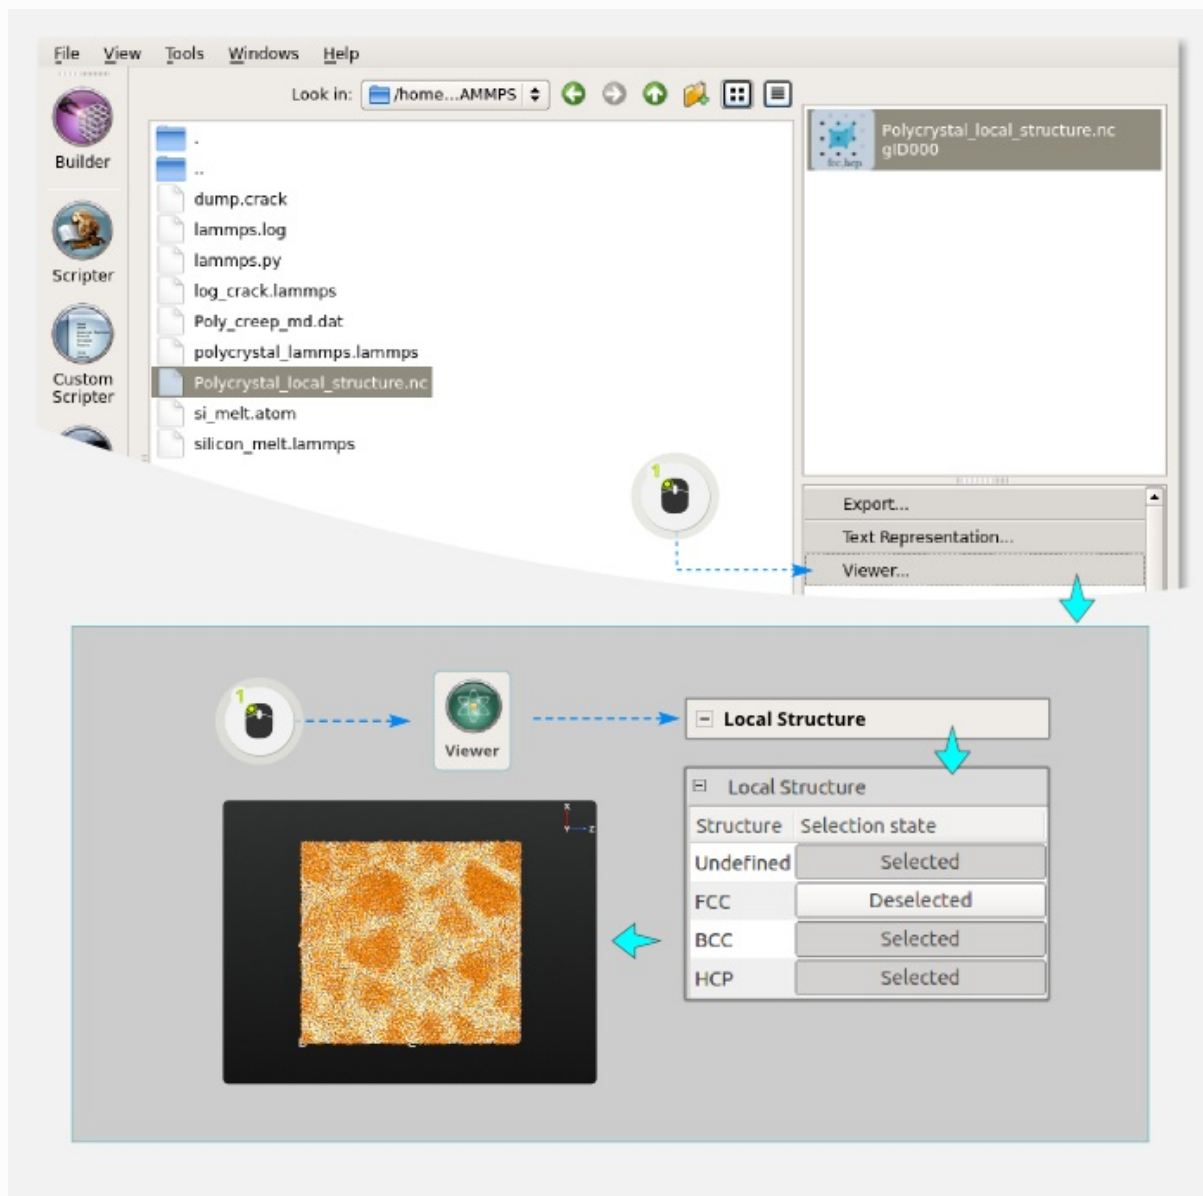 File View Tools Windows Help
Look in: /home...AMMPS
Builder
Scripter
Custom
Scripter
.
..
dump.crack
lammps.log
lammps.py
log_crack.lammps
Poly_creep_md.dat
polycrystal_lammps.lammps
Polycrystal_local_structure.nc
si_melt.atom
silicon_melt.lammps
fcc,hcp
Polycrystal_local_structure.nc
gID000
1
Export...
Text Representation...
Viewer...
1
Viewer
Local Structure
Local Structure
Structure Selection state
Undefined Selected
FCC Deselected
BCC Selected
HCP Selected
X
Y Z